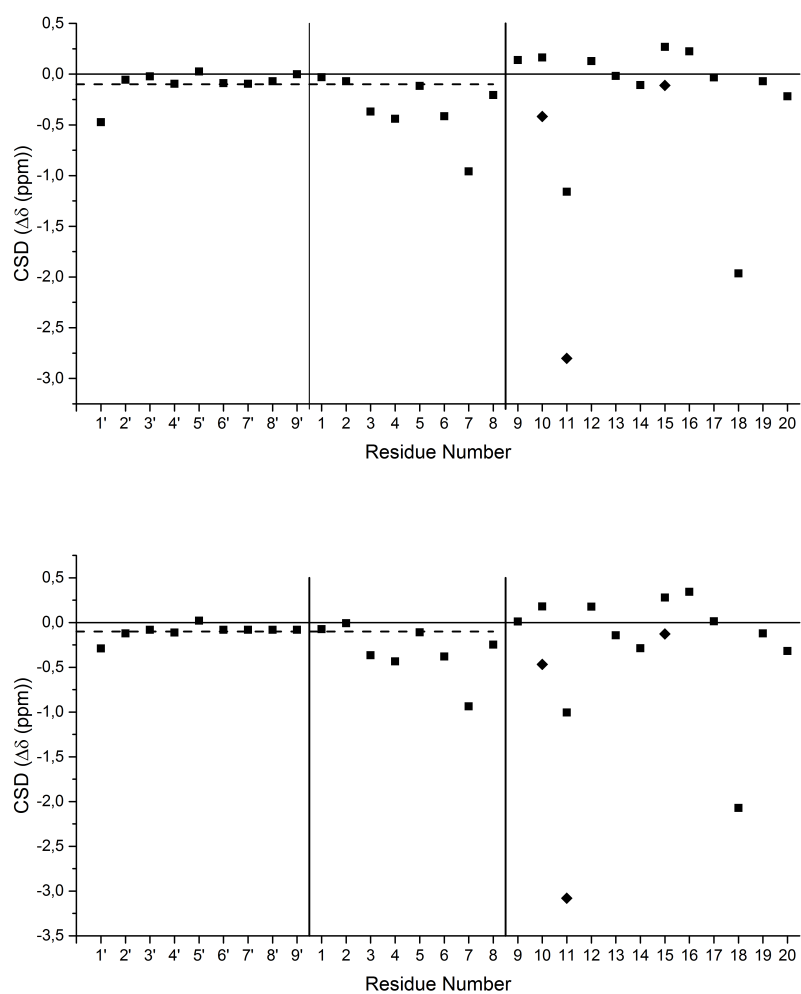 0,5
0,0
-0,5
-1,0
-1,5
-2,0
-2,5
-3,0
CSD (Δδ (ppm))
1' 2' 3' 4' 5' 6' 7' 8' 9' 1 2 3 4 5 6 7 8 9 10 11 12 13 14 15 16 17 18 19 20
Residue Number
0,5
0,0
-0,5
-1,0
-1,5
-2,0
-2,5
-3,0
-3,5
CSD (Δδ (ppm))
1' 2' 3' 4' 5' 6' 7' 8' 9' 1 2 3 4 5 6 7 8 9 10 11 12 13 14 15 16 17 18 19 20
Residue Number